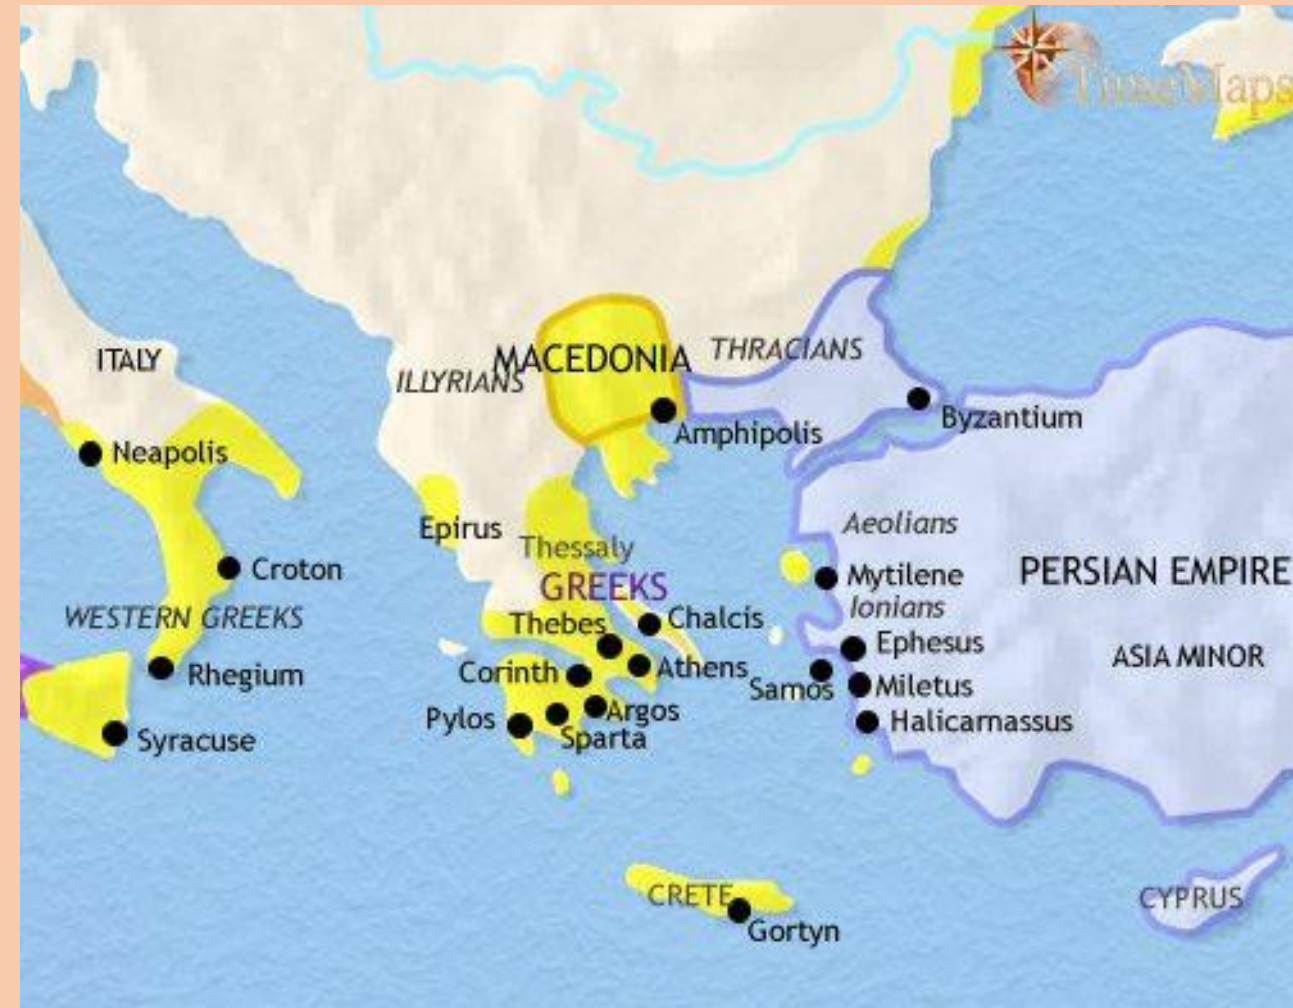 TimeMaps
ITALY
MACEDONIA
THRACIANS
ILLYRIANS
Byzantium
Amphipolis
Neapolis
Epirus
Aeolians
Thessaly
Croton
GREEKS
Mytilene
PERSIAN EMPIRE
Ionians
WESTERN GREEKS
Thebes
Chalcis
Ephesus
ASIA MINOR
Rhegium
Corinth
Athens
Samos
Miletus
Pylos
Argos
Halicarnassus
Syracuse
Sparta
CRETE
CYPRUS
Gortyn